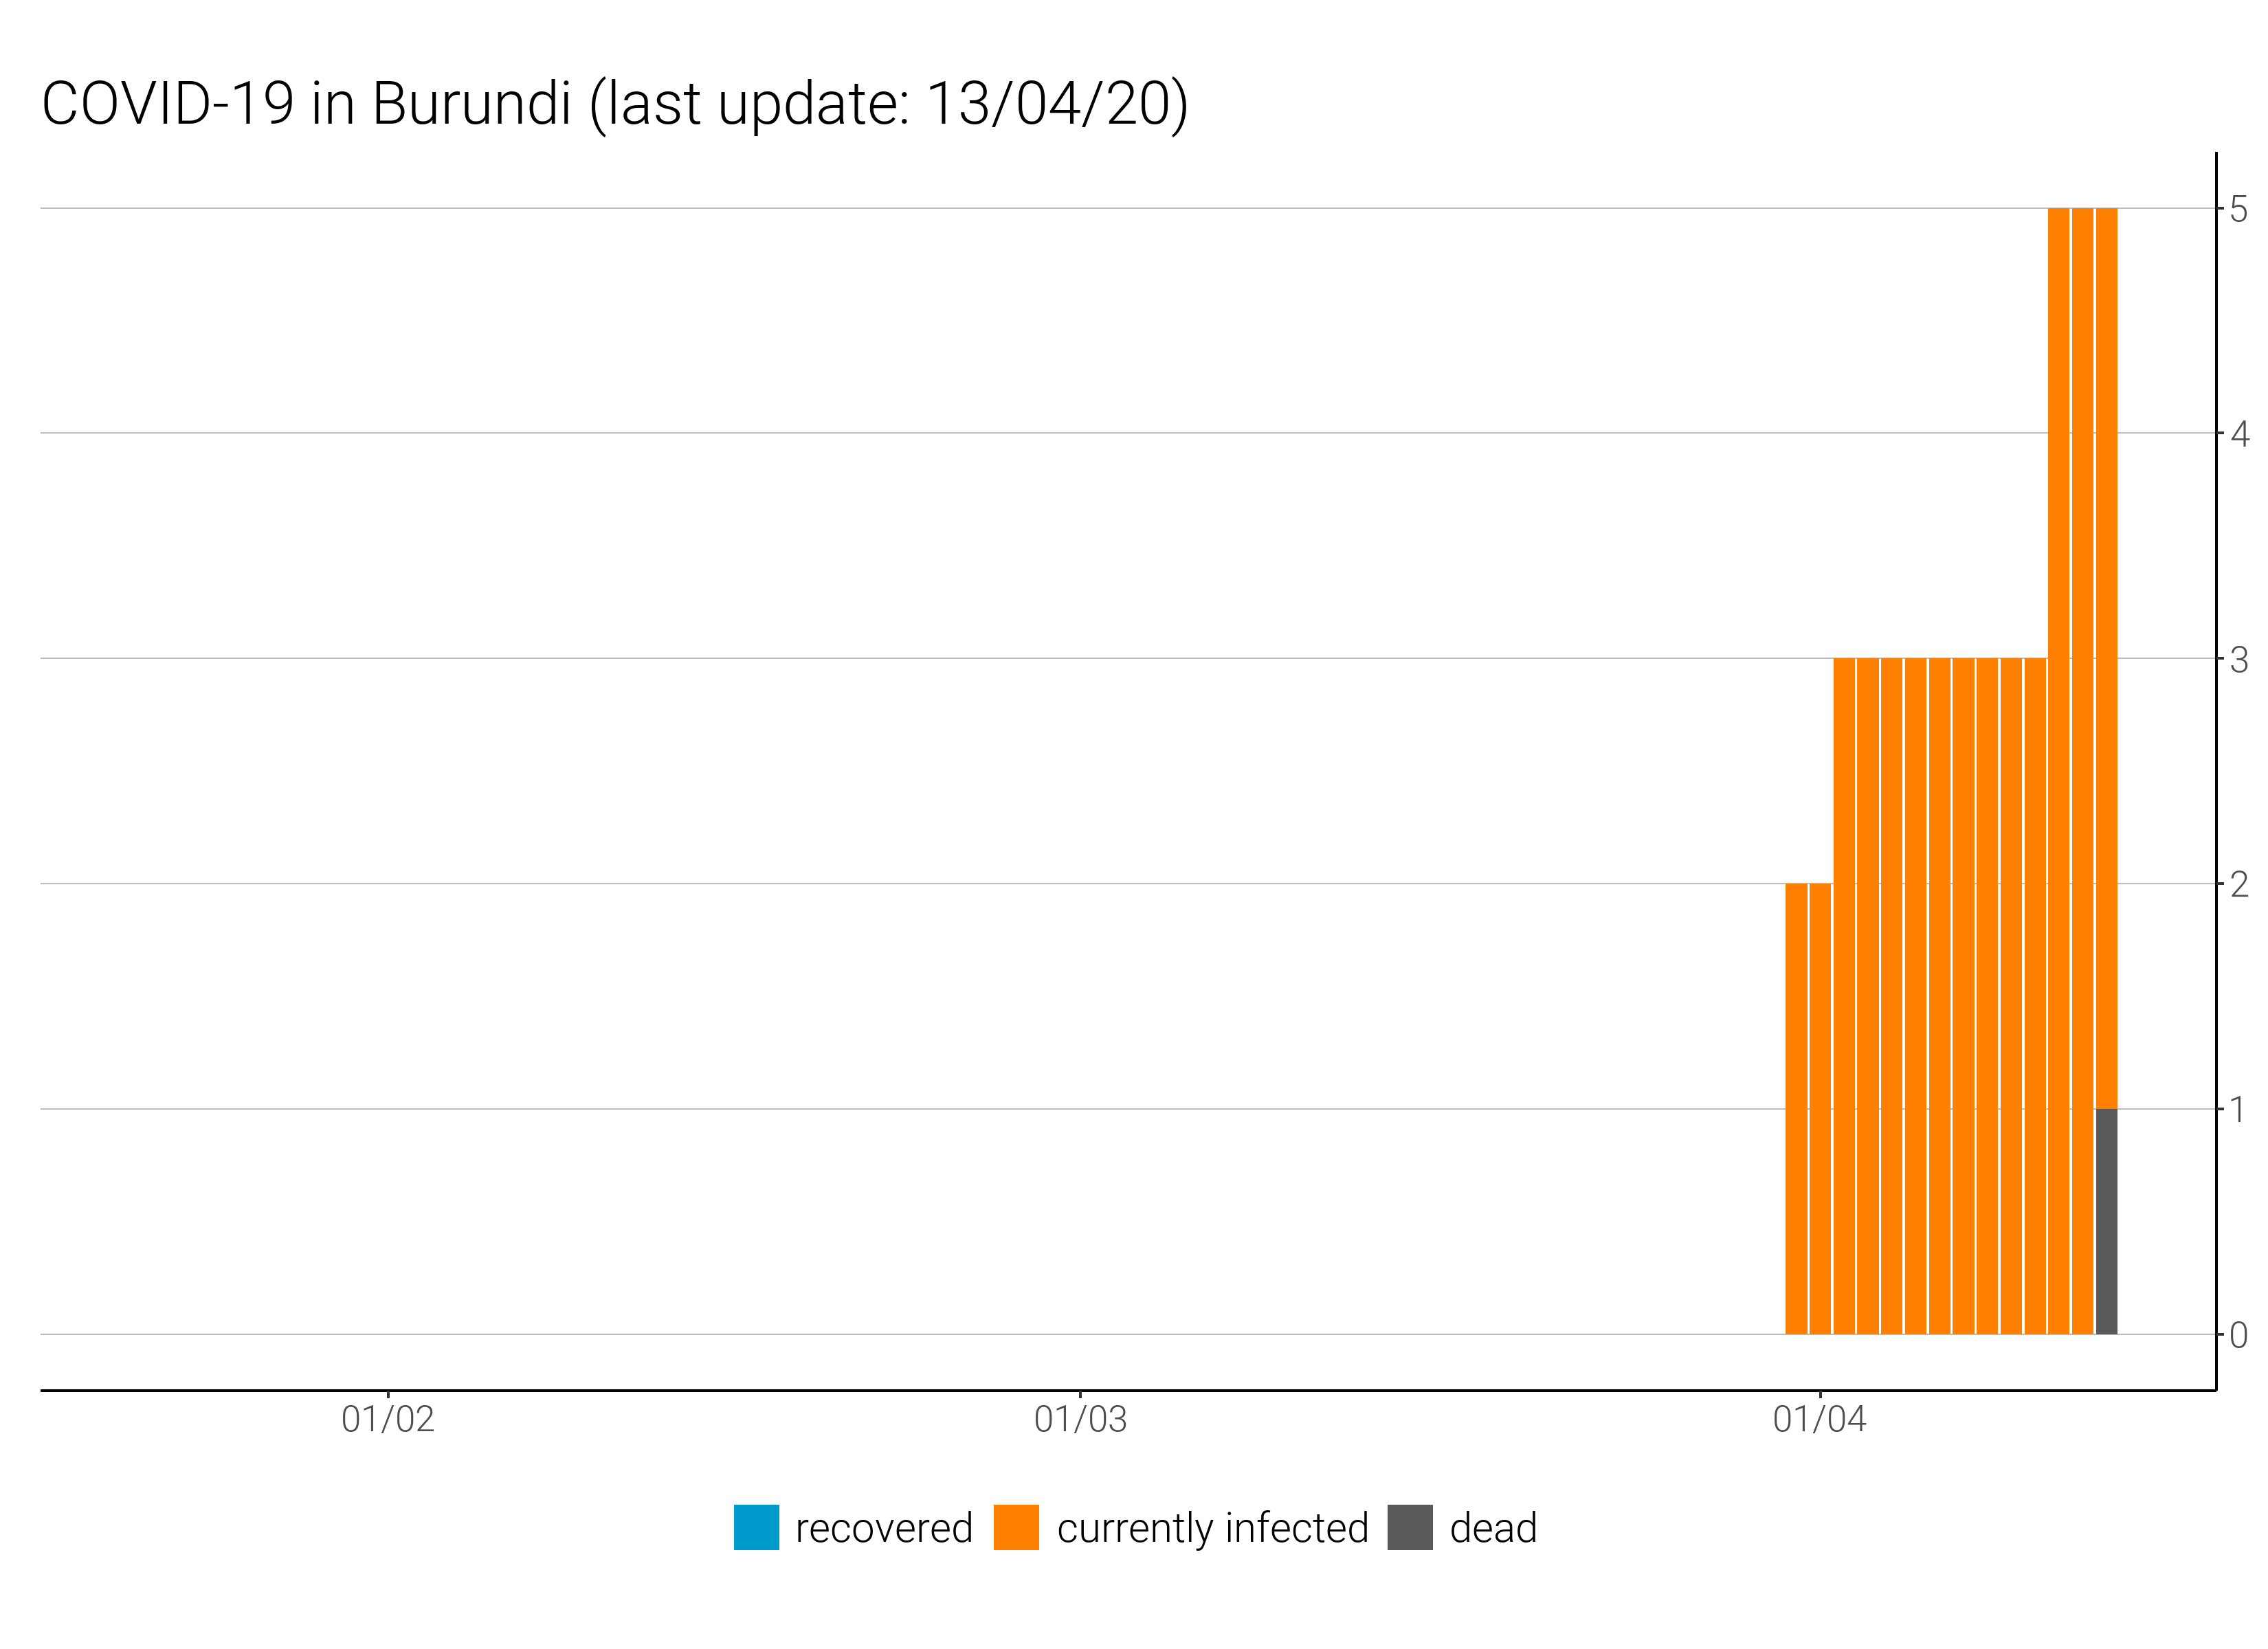 COVID-19 in Burundi (last update: 13/04/20)
5
4
3
2
1
0
01/02 01/03 01/04
recovered currently infected dead